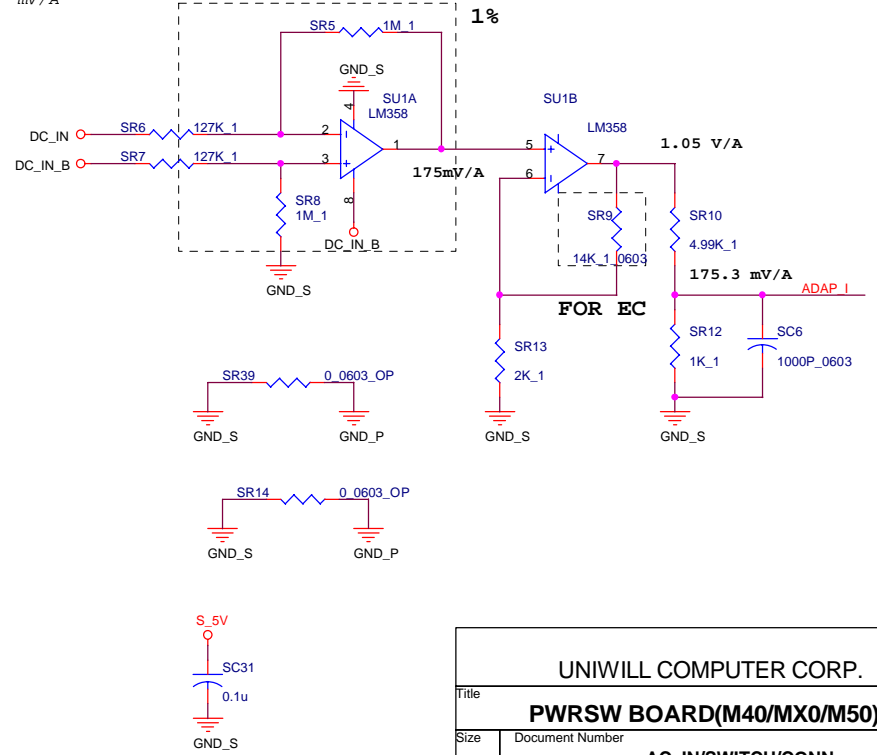 mV / A
1%
SR5
1M_1
GND_S
SU1A
LM358
4
DC_IN
SR6
127K_1
2
1
DC_IN_B
SR7
127K_1
3
175mV/A
8
SR8
1M_1
DC_IN_B
GND_S
SU1B
LM358
5
7
6
1.05 V/A
SR9
14K_1_0603
SR10
4.99K_1
175.3 mV/A
ADAP_I
FOR EC
SR13
2K_1
GND_S
SR12
1K_1
SC6
1000P_0603
GND_S
SR39
0_0603_OP
GND_S
GND_P
SR14
0_0603_OP
GND_S
GND_P
S_5V
SC31
0.1u
GND_S
UNIWILL COMPUTER CORP.
Title
PWRSW BOARD(M40/MX0/M50)
Size
Document Number